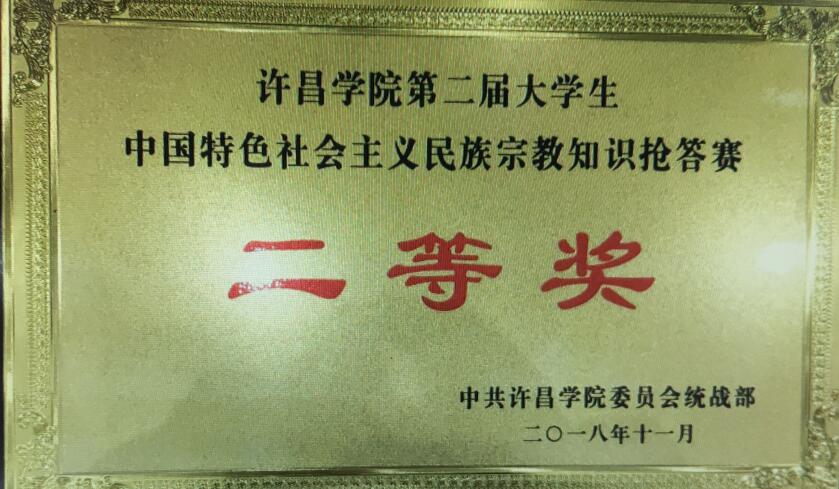 许昌学院第二届大学生
中国特色社会主义民族宗教知识抢答赛
二等奖
中共许昌学院委员会统战部
二〇一八年十一月